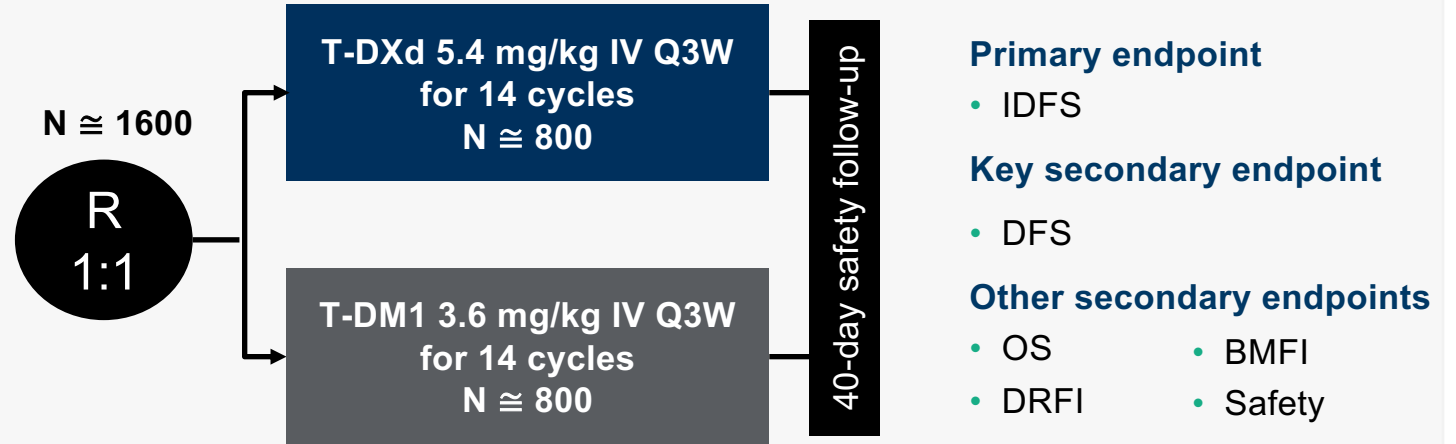 N ≅ 1600
R
1:1
T-DXd 5.4 mg/kg IV Q3W
for 14 cycles
N ≅ 800
T-DM1 3.6 mg/kg IV Q3W
for 14 cycles
N ≅ 800
40-day safety follow-up
Primary endpoint
• IDFS
Key secondary endpoint
• DFS
Other secondary endpoints
• OS
• DRFI
• BMFI
• Safety